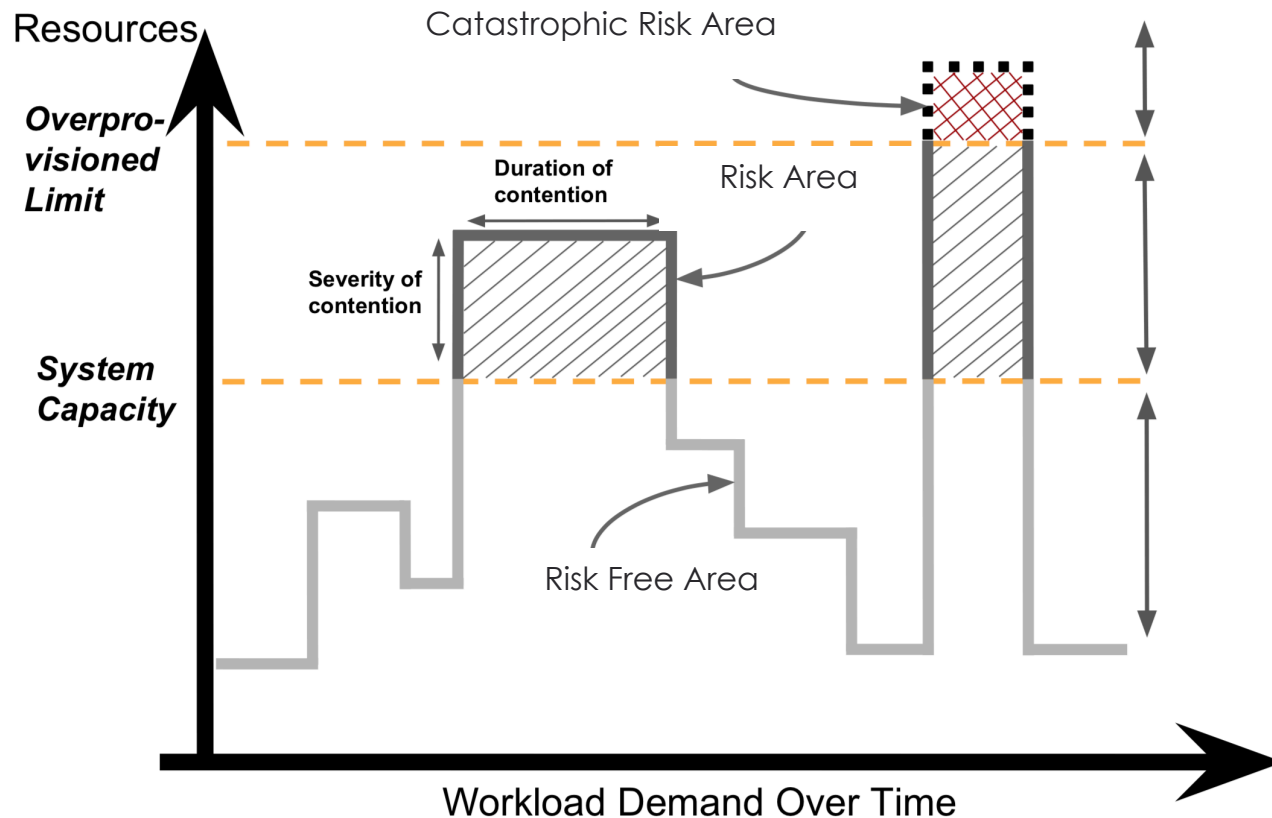 Resources
Catastrophic Risk Area
Overpro-
visioned
Limit
Duration of
contention
Risk Area
Severity of
contention
System
Capacity
Risk Free Area
Workload Demand Over Time